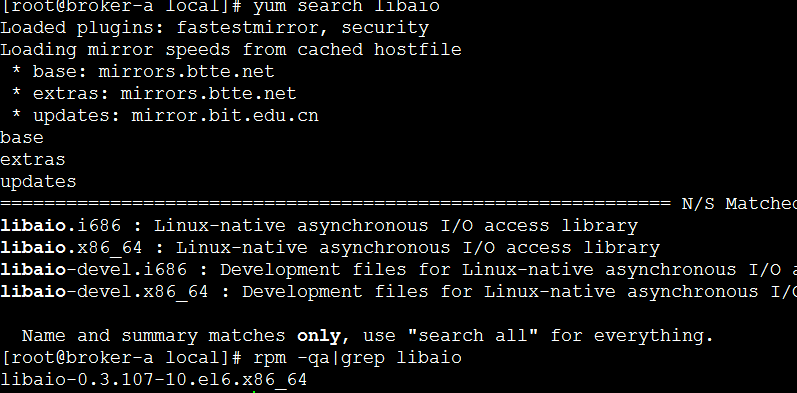 [root@broker-a local]# yum search libaio
Loaded plugins: fastestmirror, security
Loading mirror speeds from cached hostfile
 * base: mirrors.btte.net
 * extras: mirrors.btte.net
 * updates: mirror.bit.edu.cn
base
extras
updates
============================================================== N/S Matched
libaio.i686 : Linux-native asynchronous I/O access library
libaio.x86_64 : Linux-native asynchronous I/O access library
libaio-devel.i686 : Development files for Linux-native asynchronous I/O a
libaio-devel.x86_64 : Development files for Linux-native asynchronous I/O
  Name and summary matches only, use "search all" for everything.
[root@broker-a local]# rpm -qa|grep libaio
libaio-0.3.107-10.el6.x86_64